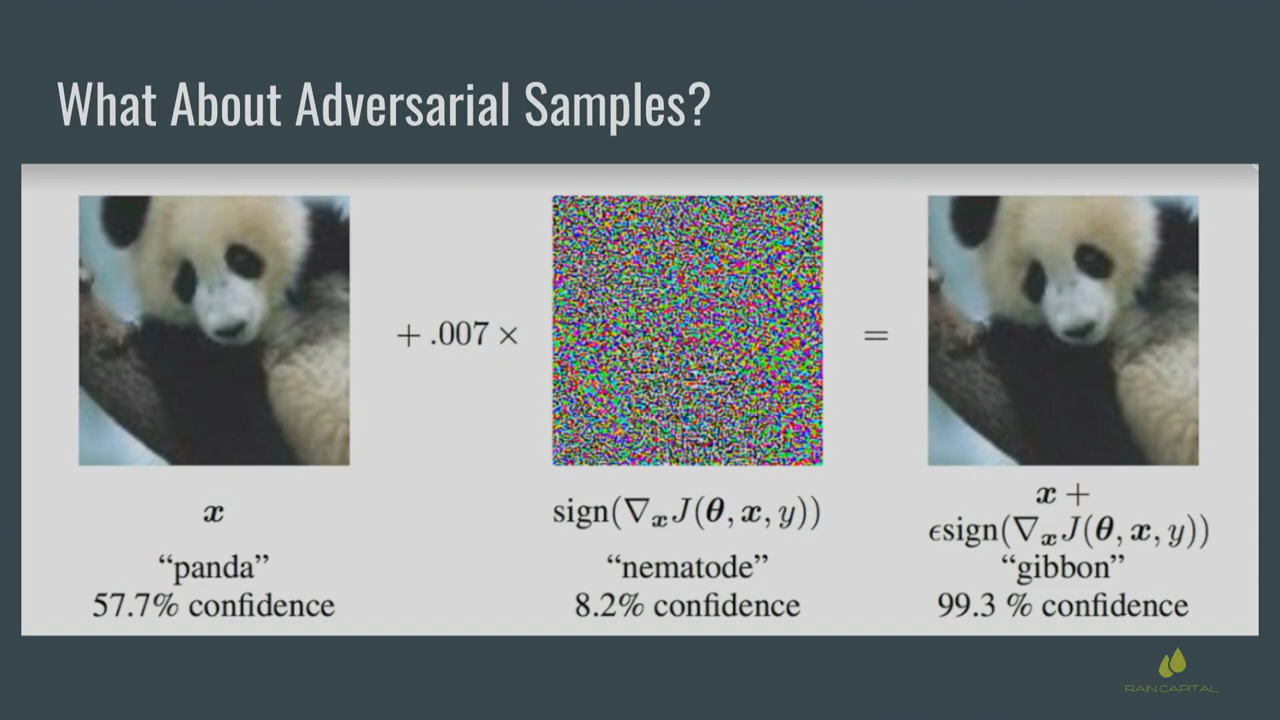 What About Adversarial Samples?
+ .007 ×
=
x
sign(∇ₓJ(θ, x, y))
x +
ϵsign(∇ₓJ(θ, x, y))
“panda”
“nematode”
“gibbon”
57.7% confidence
8.2% confidence
99.3 % confidence
RAIN CAPITAL